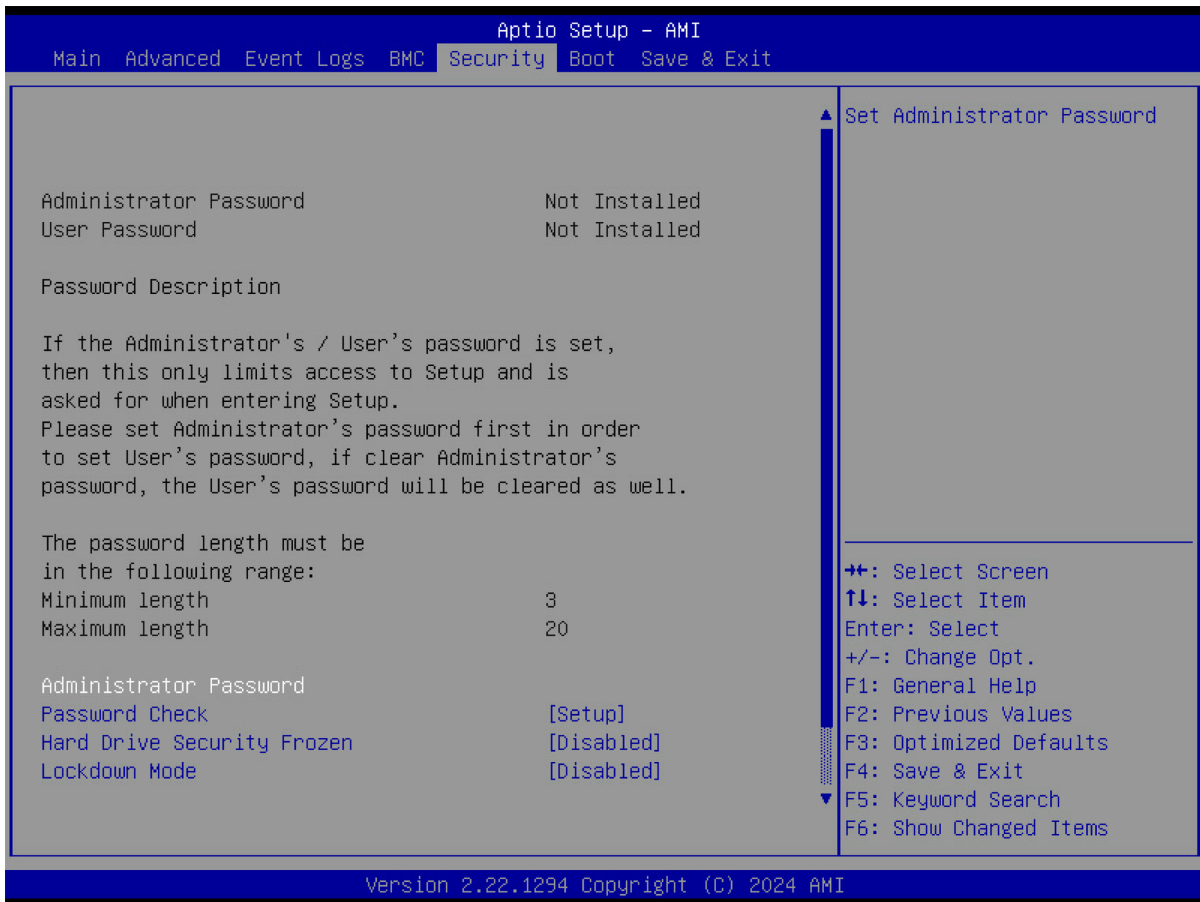 Aptio Setup – AMI
Main Advanced Event Logs BMC Security Boot Save & Exit
Set Administrator Password
Administrator Password Not Installed
User Password Not Installed
Password Description
If the Administrator's / User’s password is set,
then this only limits access to Setup and is
asked for when entering Setup.
Please set Administrator’s password first in order
to set User’s password, if clear Administrator’s
password, the User’s password will be cleared as well.
The password length must be
in the following range:
Minimum length 3
Maximum length 20
Administrator Password
Password Check [Setup]
Hard Drive Security Frozen [Disabled]
Lockdown Mode [Disabled]
→←: Select Screen
↑↓: Select Item
Enter: Select
+/-: Change Opt.
F1: General Help
F2: Previous Values
F3: Optimized Defaults
F4: Save & Exit
F5: Keyword Search
F6: Show Changed Items
Version 2.22.1294 Copyright (C) 2024 AMI